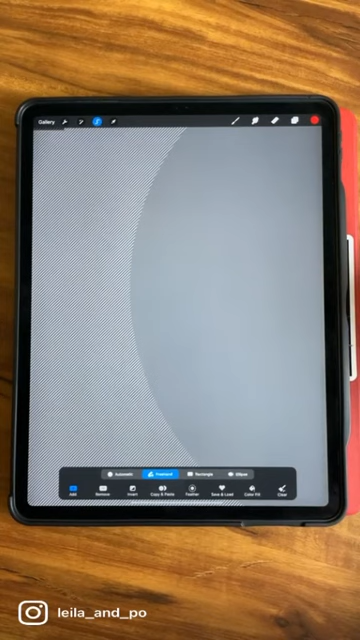 Gallery
Automatic Freehand Rectangle Ellipse
Add Remove Invert Copy & Paste Feather Save & Load Color Fill Clear
leila_and_po